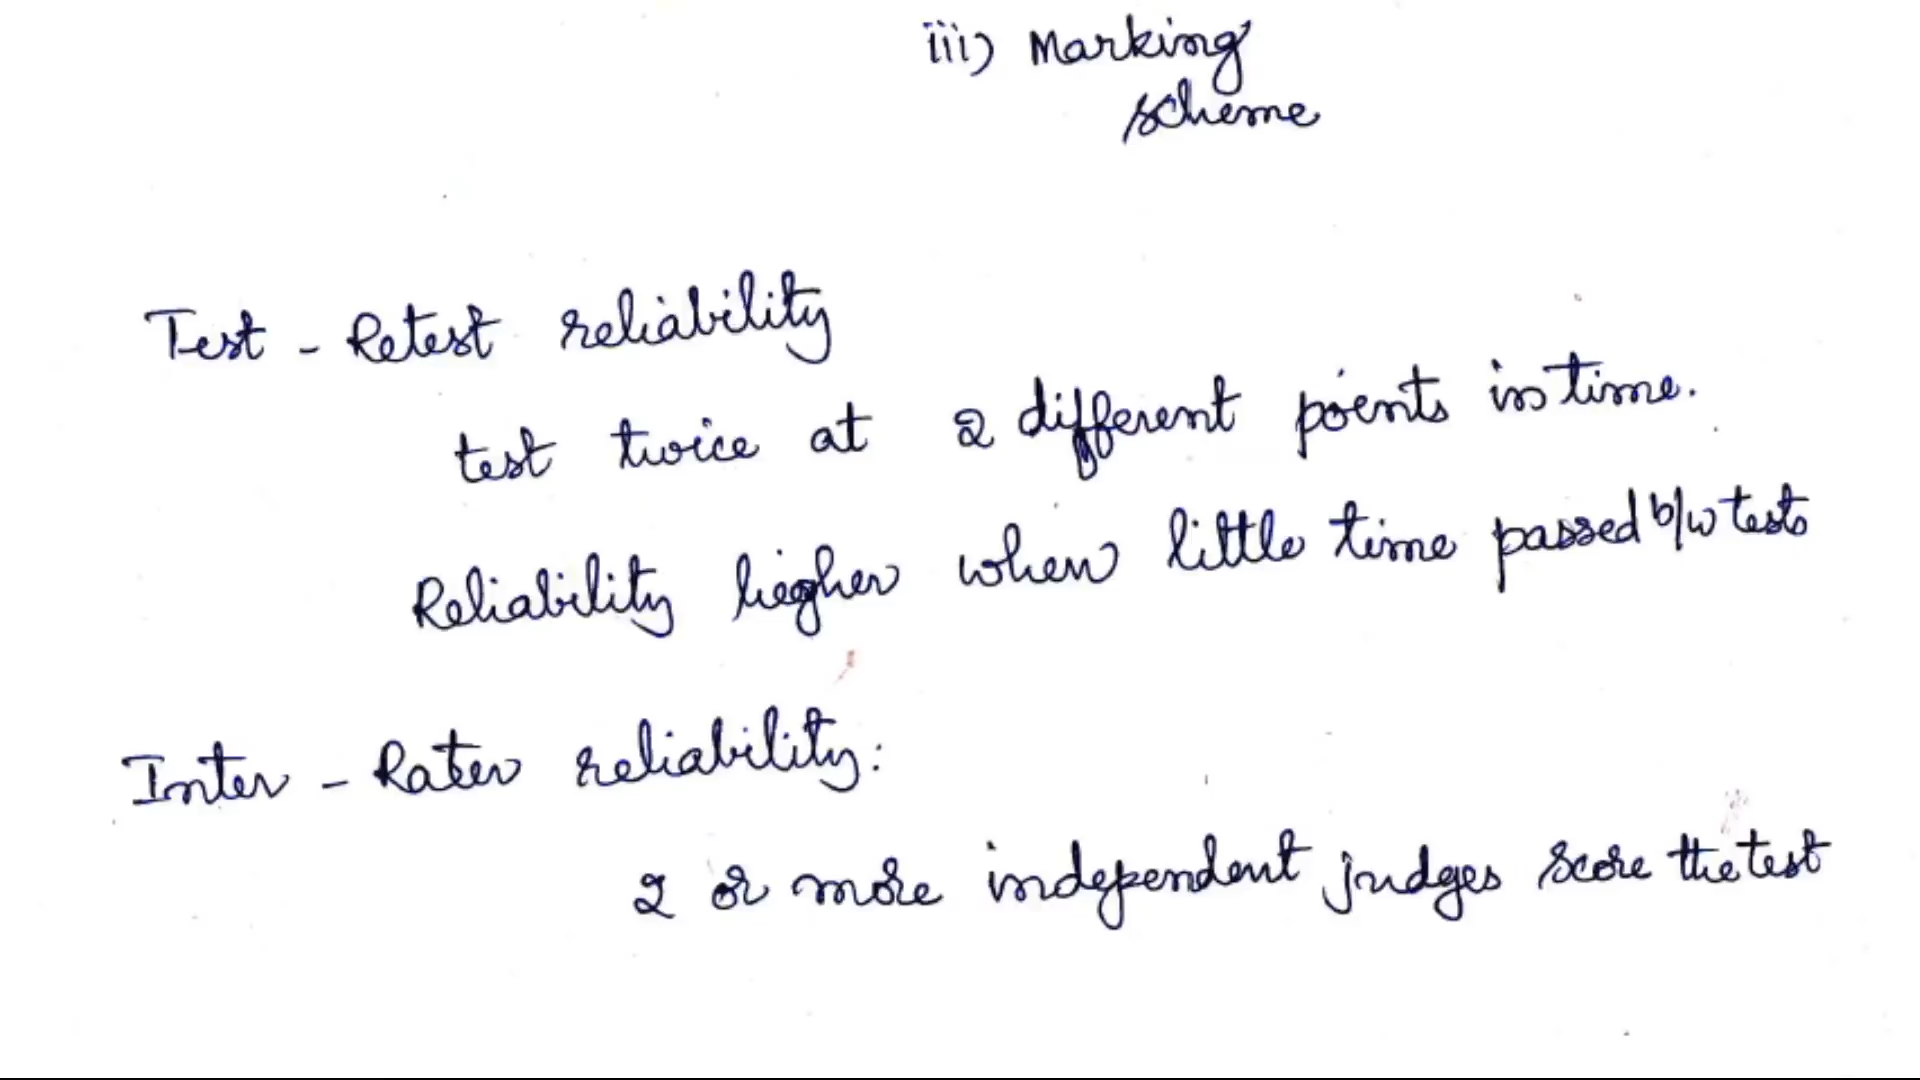 iii) Marking
scheme
Test - Retest reliability
test twice at 2 different points in time.
Reliability higher when little time passed b/w tests
Inter - Rater reliability:
2 or more independent judges score the test